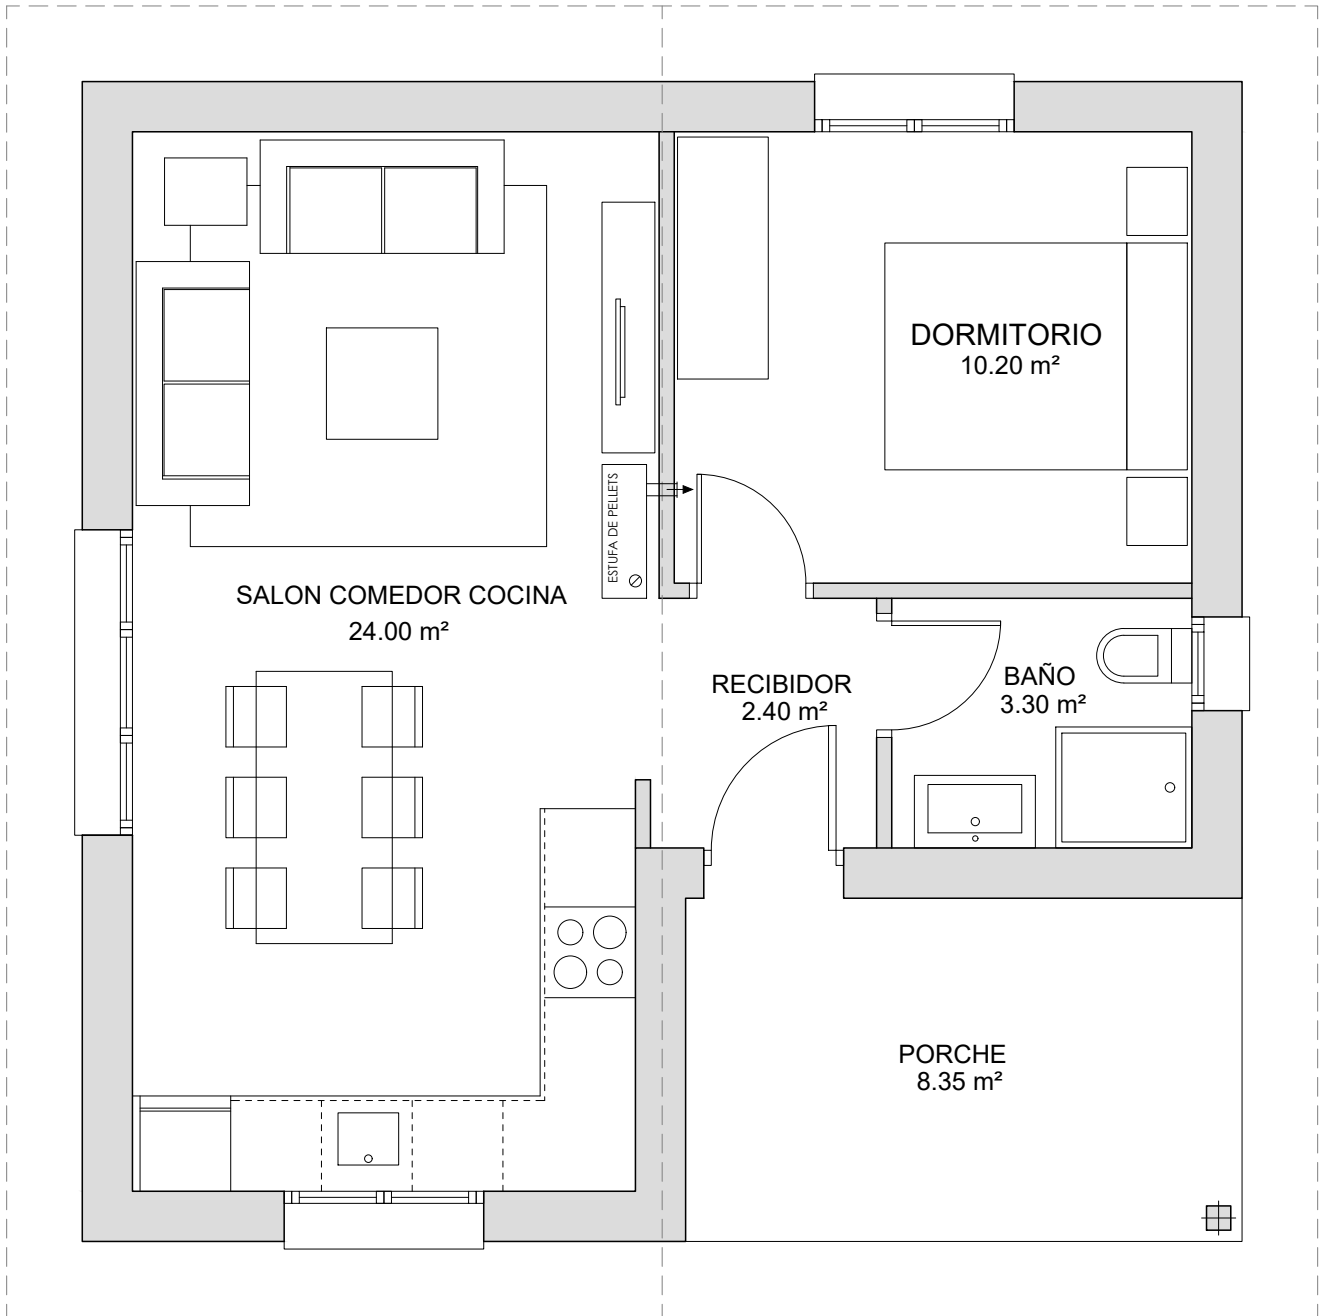 DORMITORIO
10.20 m²
ESTUFA DE PELLETS
SALON COMEDOR COCINA
24.00 m²
RECIBIDOR
2.40 m²
BAÑO
3.30 m²
PORCHE
8.35 m²